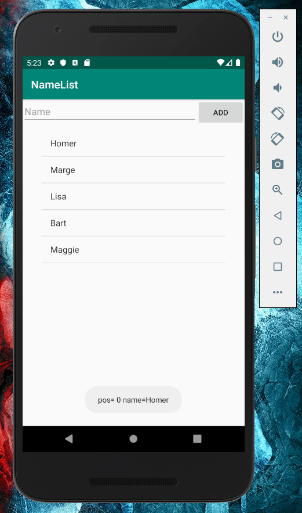 5:23
NameList
Name
ADD
Homer
Marge
Lisa
Bart
Maggie
pos= 0 name=Homer